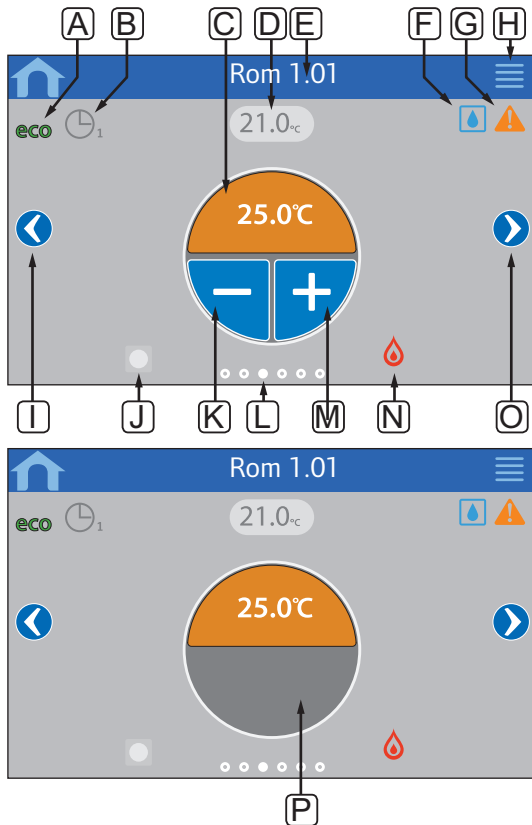 A B C D E F G H
Rom 1.01
eco 1 21.0°C
25.0°C
− +
I J K L M N O
Rom 1.01
eco 1 21.0°C
25.0°C
P